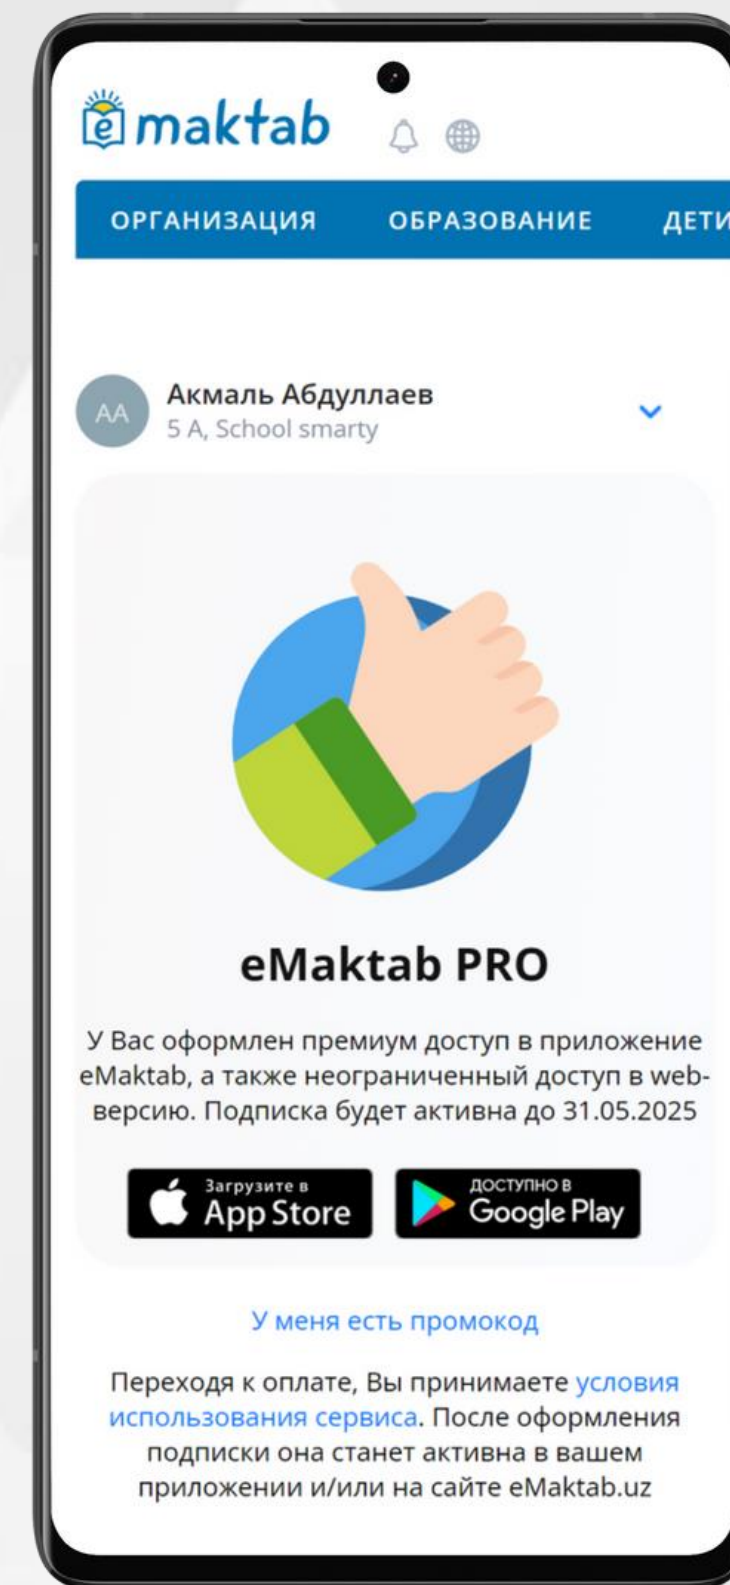 e maktab
ОРГАНИЗАЦИЯ ОБРАЗОВАНИЕ ДЕТИ
АА
Акмаль Абдуллаев
5 А, School smarty
eMaktab PRO
У Вас оформлен премиум доступ в приложение
eMaktab, а также неограниченный доступ в web-
версию. Подписка будет активна до 31.05.2025
Загрузите в
App Store
ДОСТУПНО В
Google Play
У меня есть промокод
Переходя к оплате, Вы принимаете условия
использования сервиса. После оформления
подписки она станет активна в вашем
приложении и/или на сайте eMaktab.uz